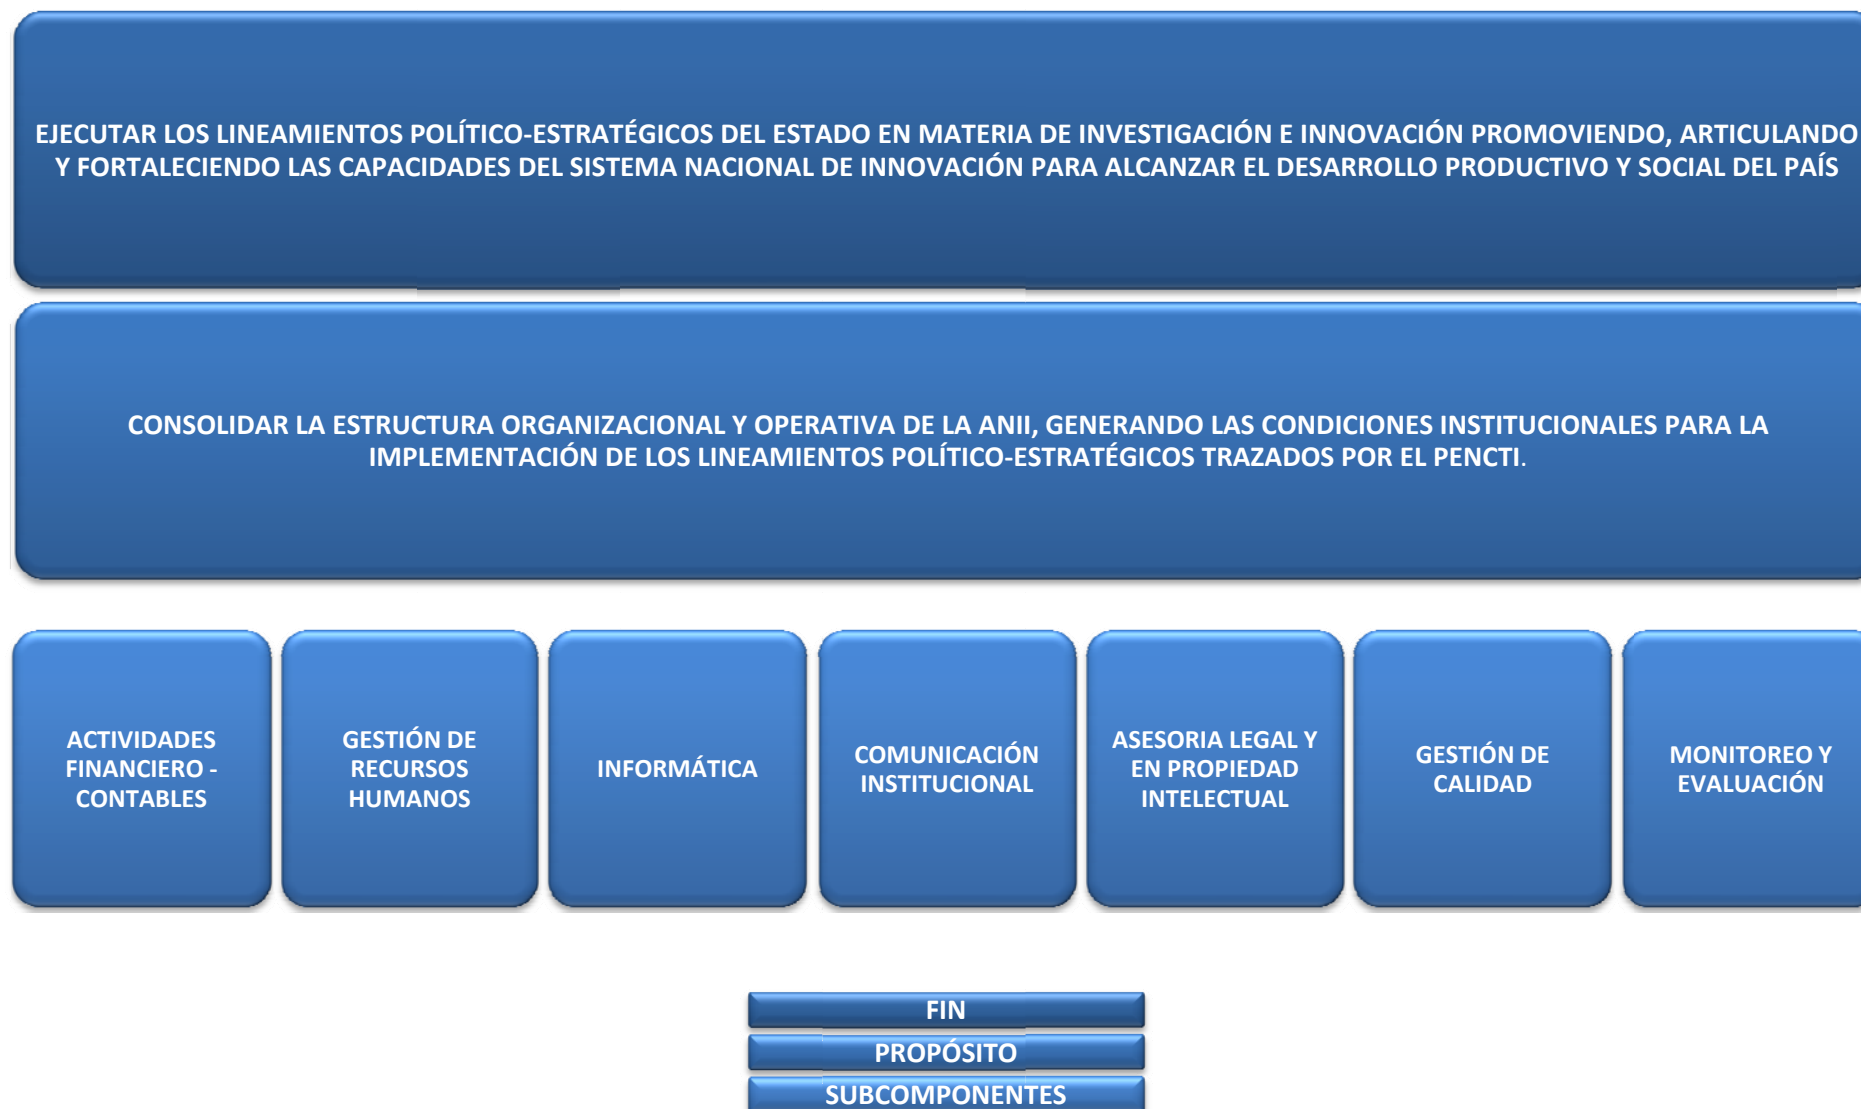 EJECUTAR LOS LINEAMIENTOS POLÍTICO-ESTRATÉGICOS DEL ESTADO EN MATERIA DE INVESTIGACIÓN E INNOVACIÓN PROMOVIENDO, ARTICULANDO
Y FORTALECIENDO LAS CAPACIDADES DEL SISTEMA NACIONAL DE INNOVACIÓN PARA ALCANZAR EL DESARROLLO PRODUCTIVO Y SOCIAL DEL PAÍS
CONSOLIDAR LA ESTRUCTURA ORGANIZACIONAL Y OPERATIVA DE LA ANII, GENERANDO LAS CONDICIONES INSTITUCIONALES PARA LA
IMPLEMENTACIÓN DE LOS LINEAMIENTOS POLÍTICO-ESTRATÉGICOS TRAZADOS POR EL PENCTI.
ACTIVIDADES
FINANCIERO -
CONTABLES
GESTIÓN DE
RECURSOS
HUMANOS
INFORMÁTICA
COMUNICACIÓN
INSTITUCIONAL
ASESORIA LEGAL Y
EN PROPIEDAD
INTELECTUAL
GESTIÓN DE
CALIDAD
MONITOREO Y
EVALUACIÓN
FIN
PROPÓSITO
SUBCOMPONENTES